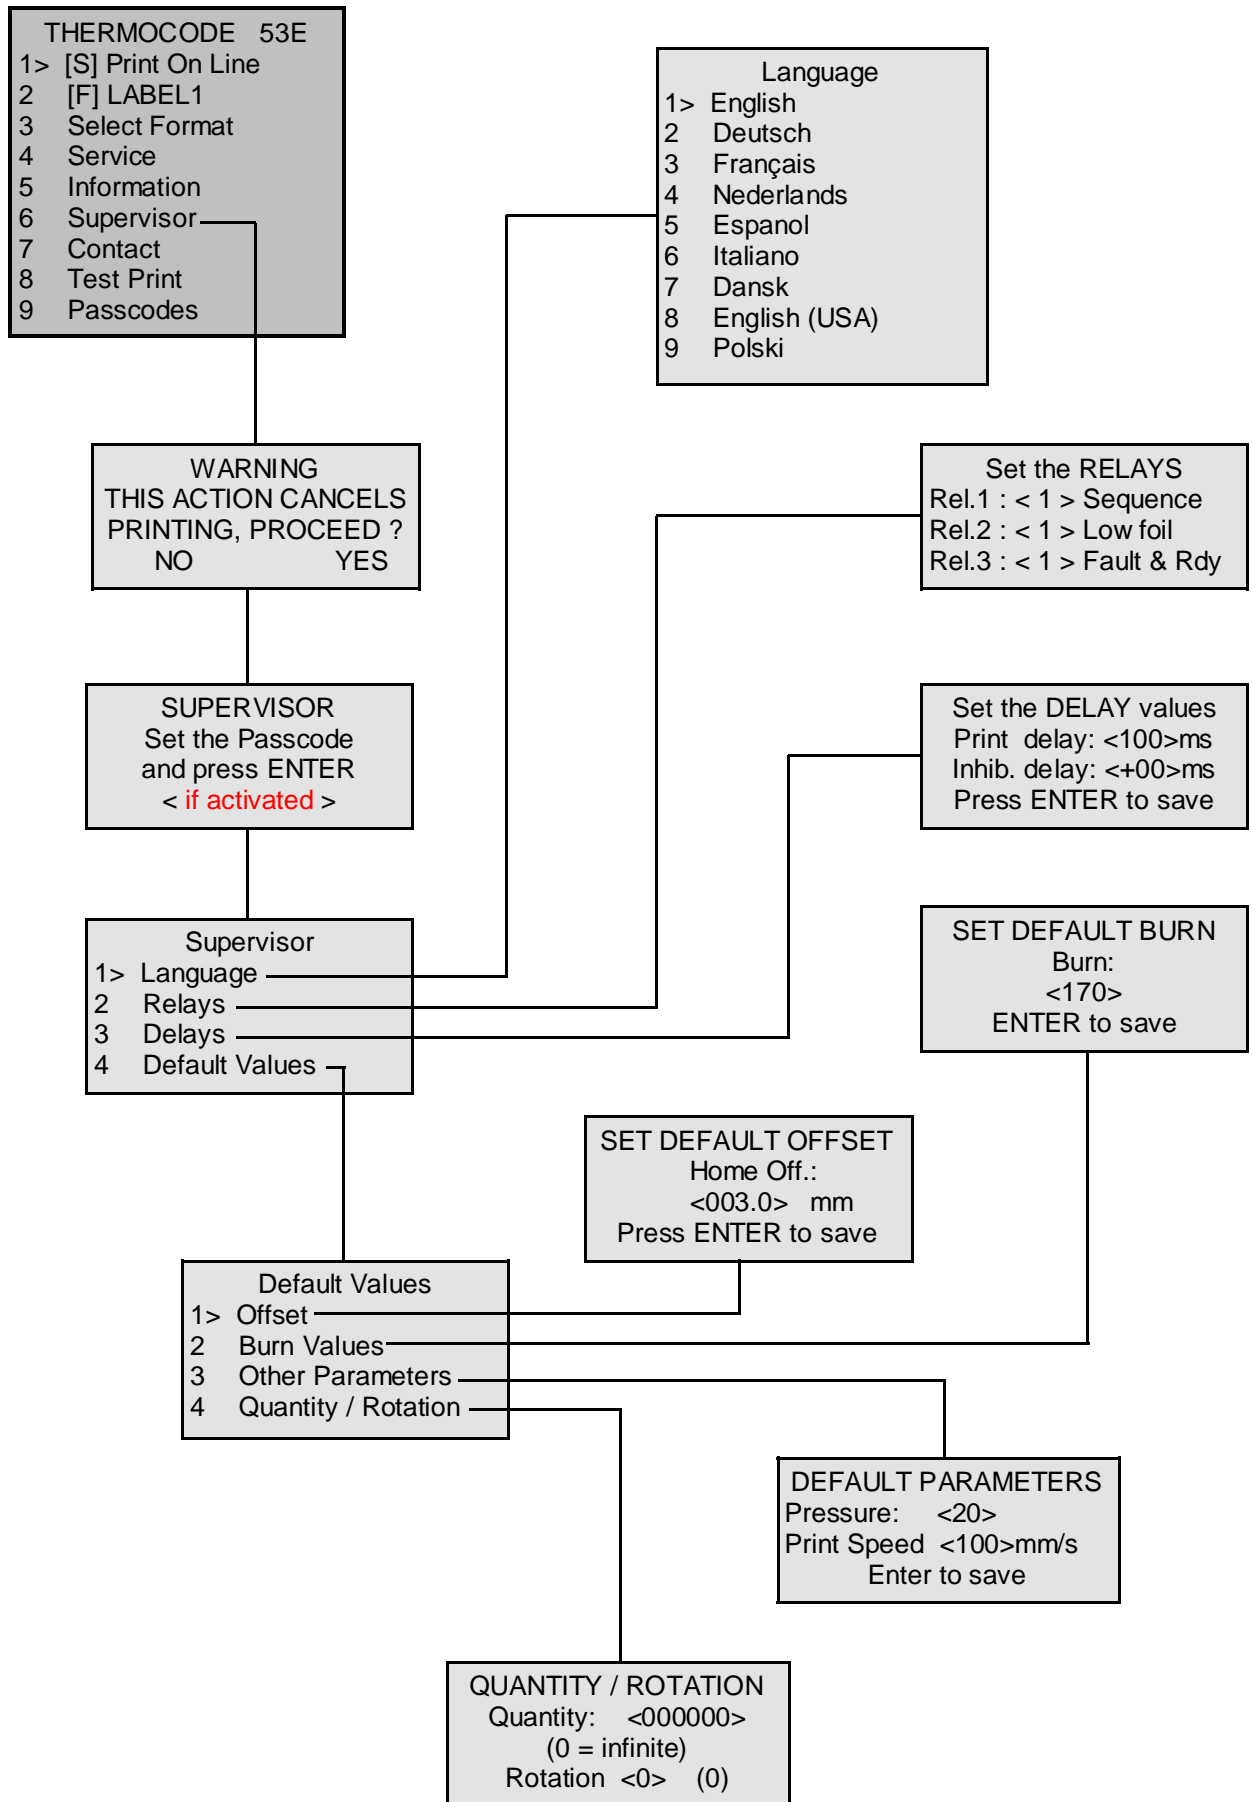 THERMOCODE 53E
1> [S] Print On Line
2 [F] LABEL1
3 Select Format
4 Service
5 Information
6 Supervisor
7 Contact
8 Test Print
9 Passcodes
Language
1> English
2 Deutsch
3 Français
4 Nederlands
5 Espanol
6 Italiano
7 Dansk
8 English (USA)
9 Polski
WARNING
THIS ACTION CANCELS
PRINTING, PROCEED ?
NO YES
Set the RELAYS
Rel.1 : < 1 > Sequence
Rel.2 : < 1 > Low foil
Rel.3 : < 1 > Fault & Rdy
SUPERVISOR
Set the Passcode
and press ENTER
< if activated >
Set the DELAY values
Print delay: <100>ms
Inhib. delay: <+00>ms
Press ENTER to save
Supervisor
1> Language
2 Relays
3 Delays
4 Default Values
SET DEFAULT BURN
Burn:
<170>
ENTER to save
SET DEFAULT OFFSET
Home Off.:
<003.0> mm
Press ENTER to save
Default Values
1> Offset
2 Burn Values
3 Other Parameters
4 Quantity / Rotation
DEFAULT PARAMETERS
Pressure: <20>
Print Speed <100>mm/s
Enter to save
QUANTITY / ROTATION
Quantity: <000000>
(0 = infinite)
Rotation <0> (0)